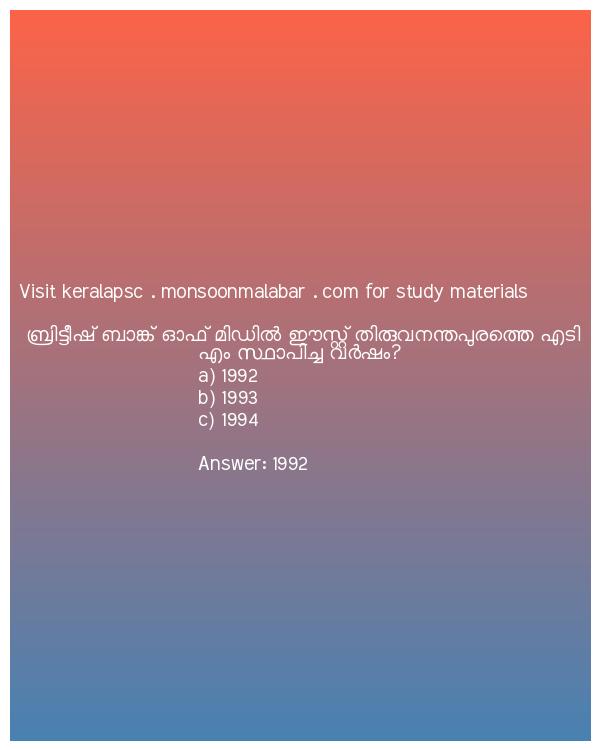 Visit keralapsc . monsoonmalabar . com for study materials
ബ്രിട്ടീഷ് ബാങ്ക് ഓഫ് മിഡിൽ ഈസ്റ്റ് തിരുവനന്തപുരത്തെ എടി
എം സ്ഥാപിച്ച വർഷം?
a) 1992
b) 1993
c) 1994
Answer: 1992